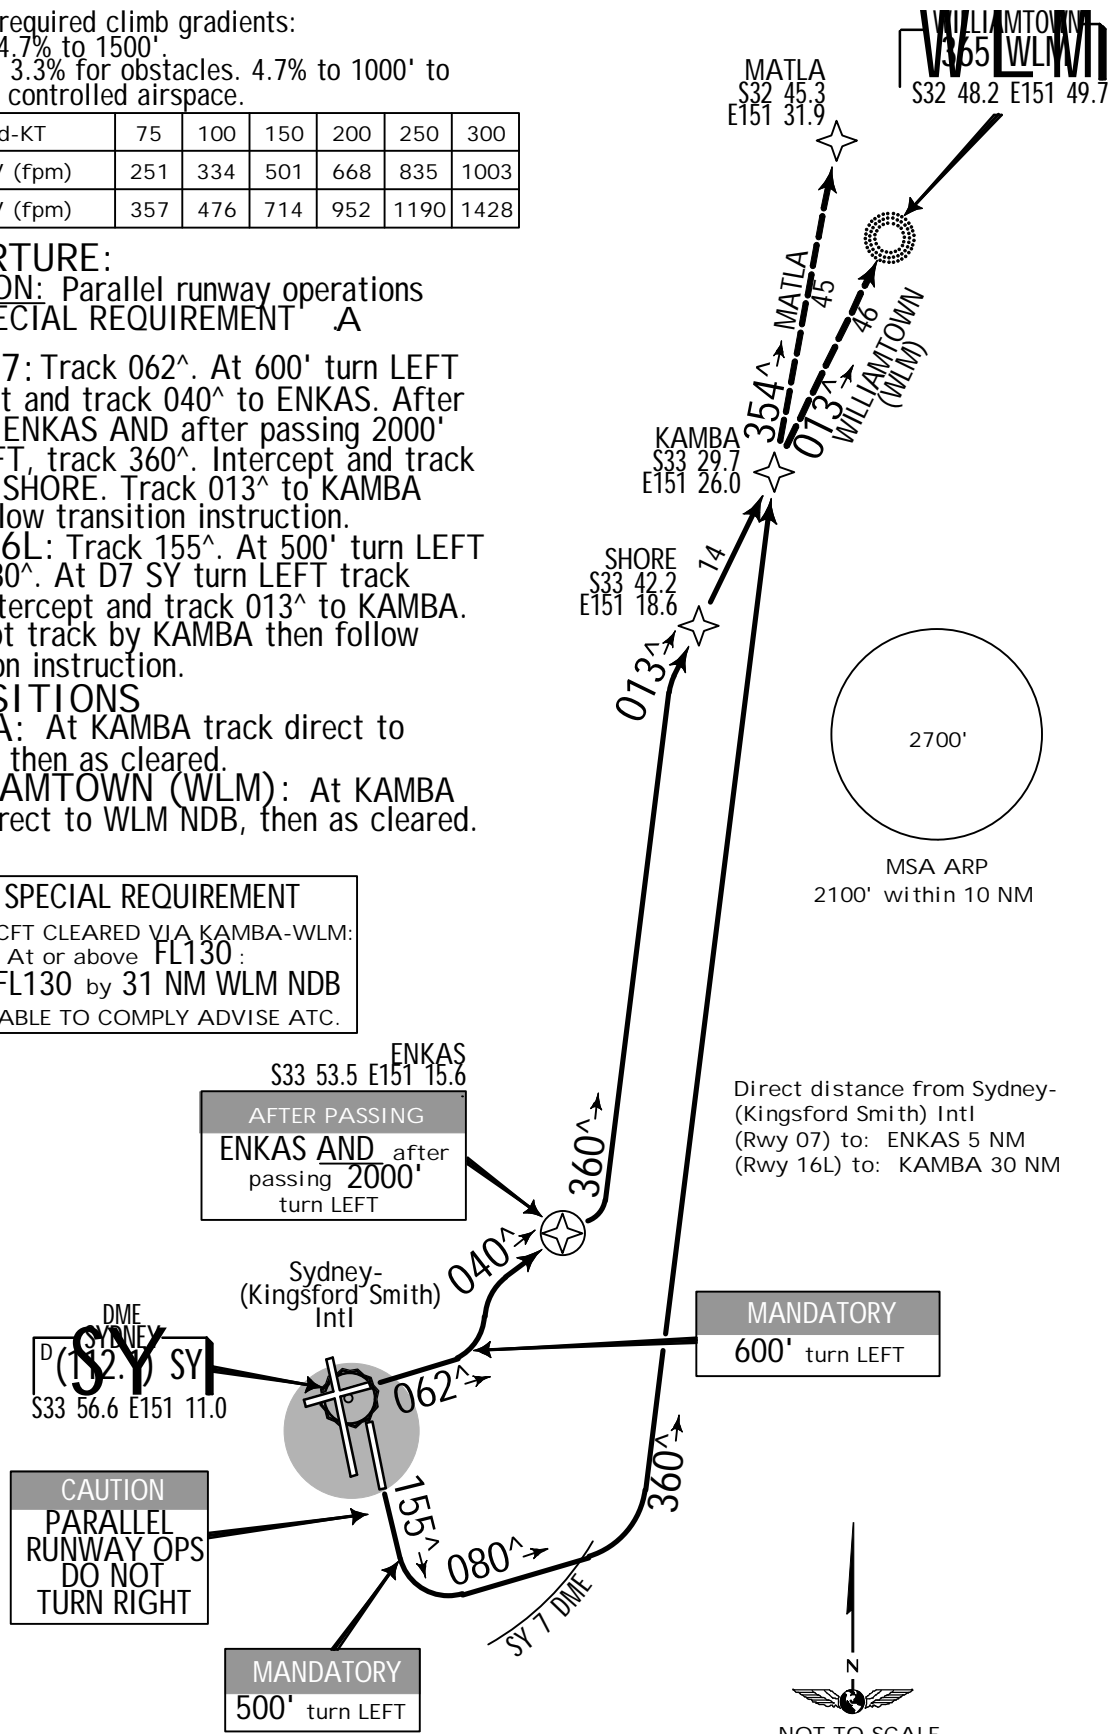 required climb gradients:
4.7% to 1500'.
3.3% for obstacles. 4.7% to 1000' to
controlled airspace.
d-KT 75 100 150 200 250 300
V (fpm) 251 334 501 668 835 1003
V (fpm) 357 476 714 952 1190 1428
RTURE:
ON: Parallel runway operations
ECIAL REQUIREMENT .A
7: Track 062^. At 600' turn LEFT
t and track 040^ to ENKAS. After
ENKAS AND after passing 2000'
FT, track 360^. Intercept and track
SHORE. Track 013^ to KAMBA
low transition instruction.
6L: Track 155^. At 500' turn LEFT
80^. At D7 SY turn LEFT track
tercept and track 013^ to KAMBA.
ot track by KAMBA then follow
on instruction.
SITIONS
A: At KAMBA track direct to
then as cleared.
AMTOWN (WLM): At KAMBA
rect to WLM NDB, then as cleared.
SPECIAL REQUIREMENT
CFT CLEARED VIA KAMBA-WLM:
At or above FL130 :
FL130 by 31 NM WLM NDB
ABLE TO COMPLY ADVISE ATC.
WILLIAMTOWN
365 WLM
WLM
S32 48.2 E151 49.7
MATLA
S32 45.3
E151 31.9
MATLA
45
354^
46
WILLIAMTOWN
(WLM)
013^
KAMBA
S33 29.7
E151 26.0
14
SHORE
S33 42.2
E151 18.6
013^
2700'
MSA ARP
2100' within 10 NM
ENKAS
S33 53.5 E151 15.6
AFTER PASSING
ENKAS AND after
passing 2000'
turn LEFT
360^
040^
Direct distance from Sydney-
(Kingsford Smith) Intl
(Rwy 07) to: ENKAS 5 NM
(Rwy 16L) to: KAMBA 30 NM
Sydney-
(Kingsford Smith)
Intl
MANDATORY
600' turn LEFT
DME
SYDNEY
D (112.1) SY
SY
S33 56.6 E151 11.0
062^
CAUTION
PARALLEL
RUNWAY OPS
DO NOT
TURN RIGHT
155^
080^
360^
SY 7 DME
MANDATORY
500' turn LEFT
N
NOT TO SCALE